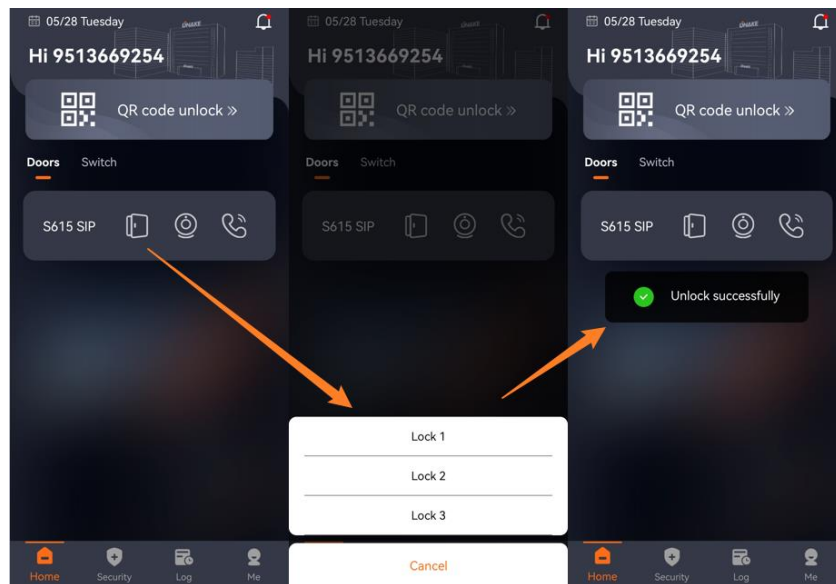 05/28 Tuesday
Hi 9513669254
QR code unlock »
Doors Switch
S615 SIP
Home Security Log Me
05/28 Tuesday
Hi 9513669254
QR code unlock »
Doors Switch
S615 SIP
Lock 1
Lock 2
Lock 3
Cancel
05/28 Tuesday
Hi 9513669254
QR code unlock »
Doors Switch
S615 SIP
Unlock successfully
Home Security Log Me